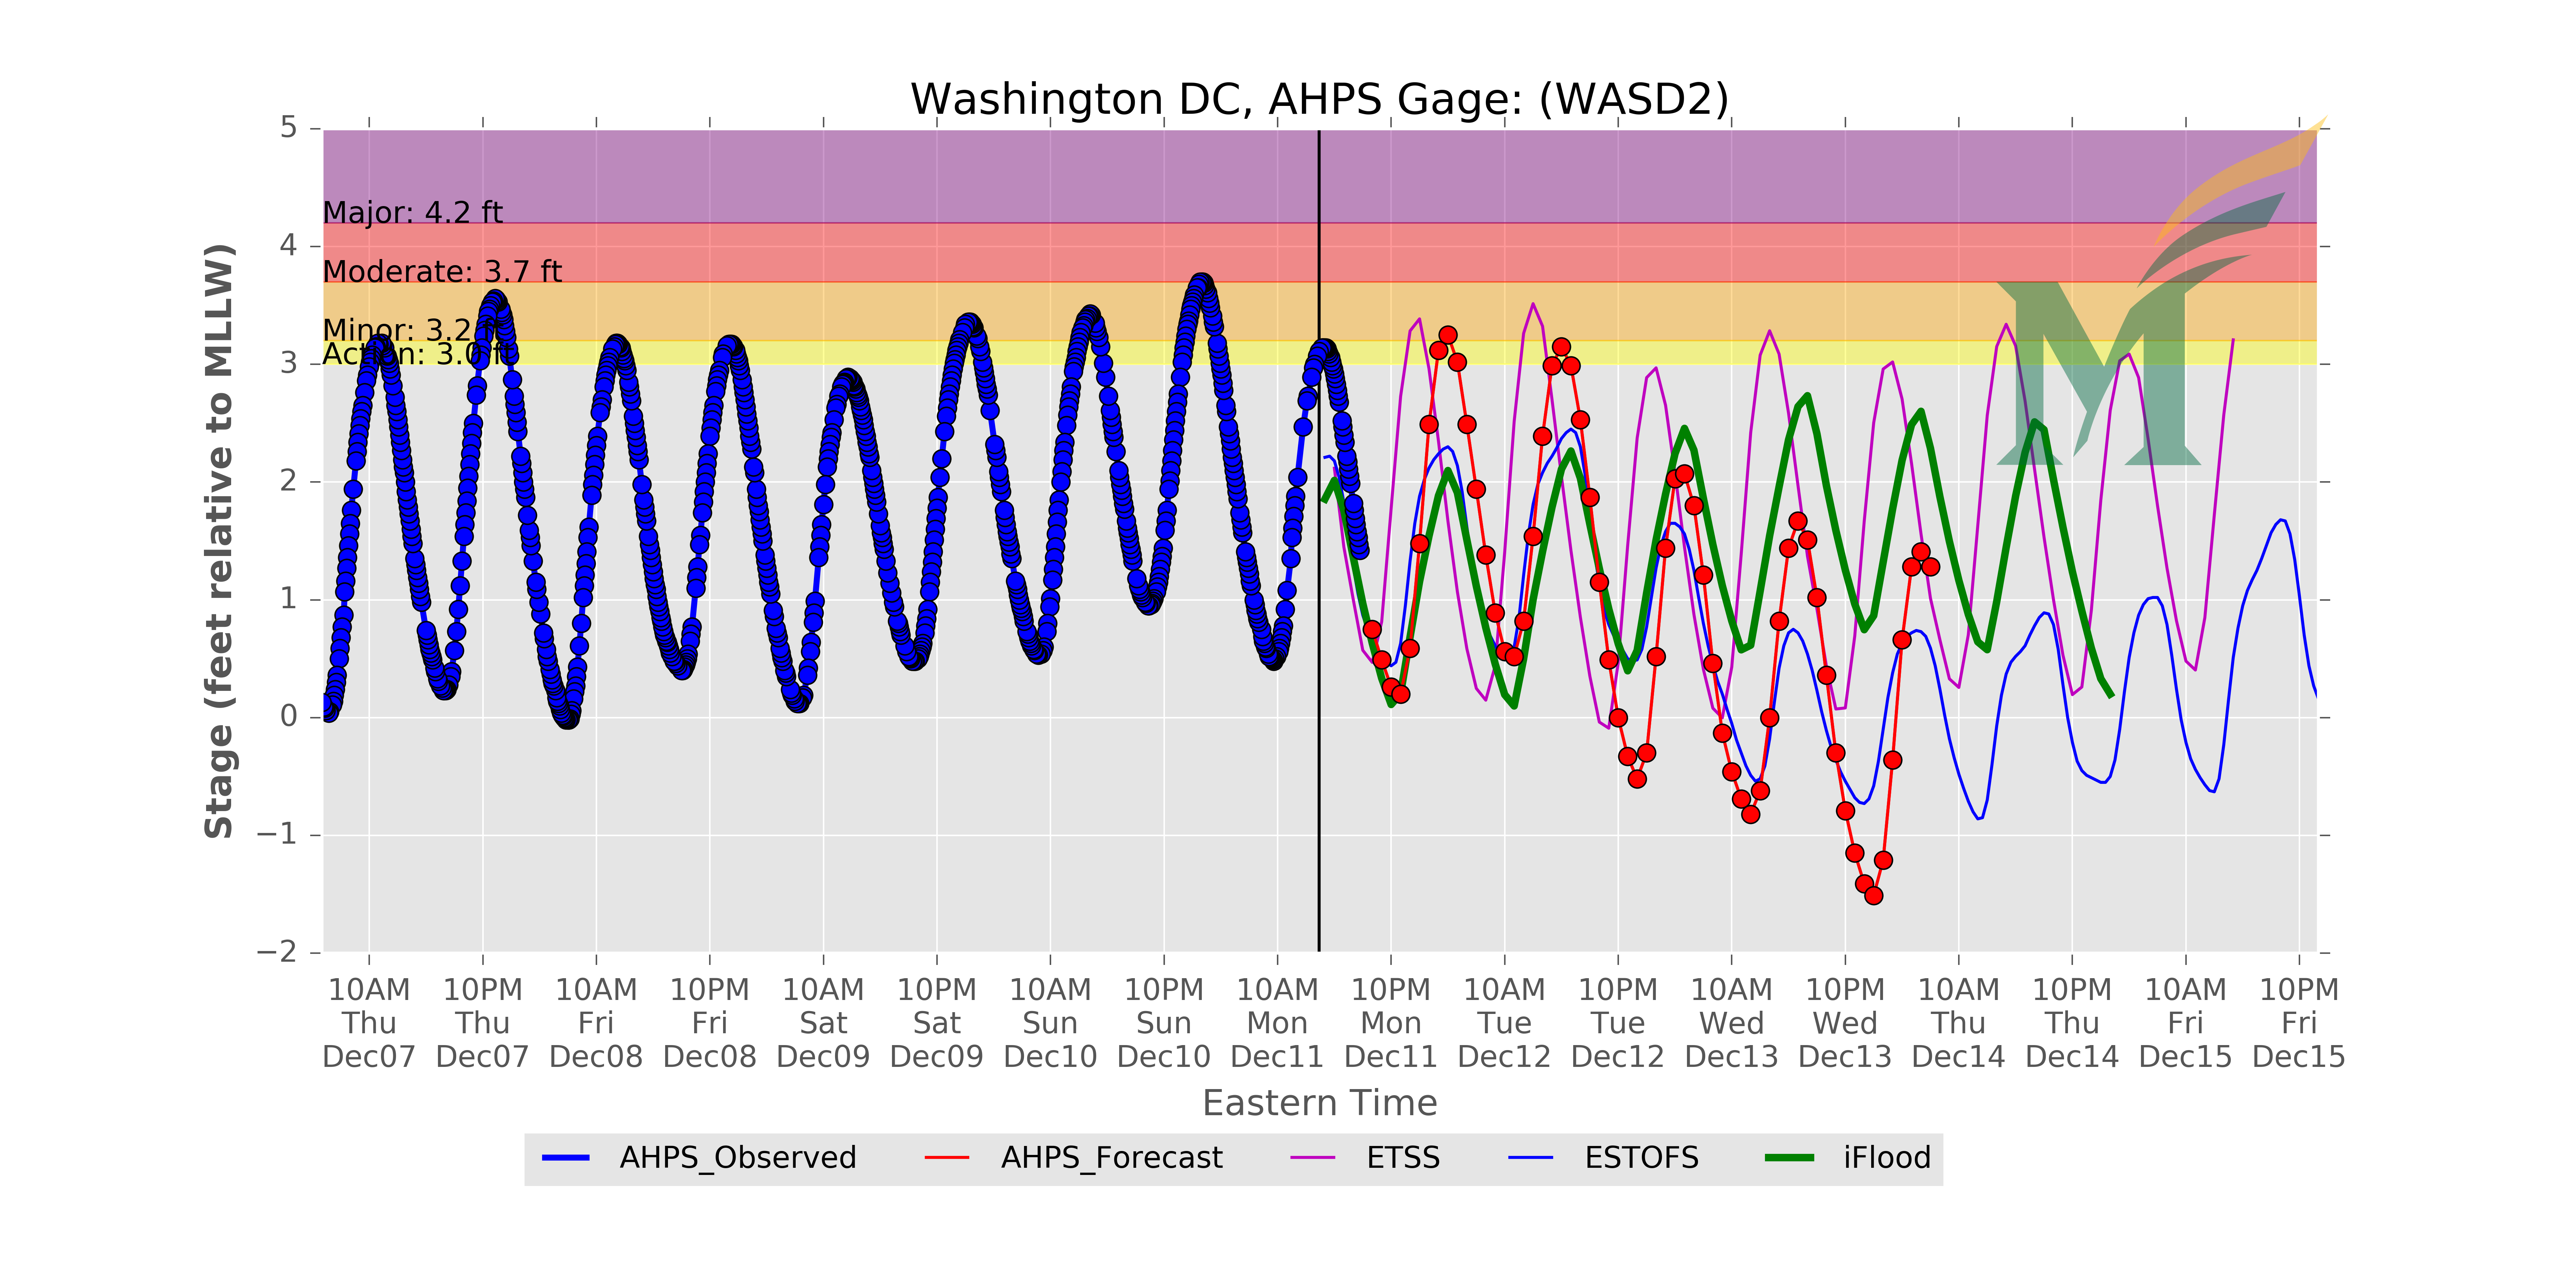 Washington DC, AHPS Gage: (WASD2)
Stage (feet relative to MLLW)
5
4
3
2
1
0
−1
−2
Major: 4.2 ft
Moderate: 3.7 ft
Minor: 3.2
Action: 3.0 ft
10AM 10PM 10AM 10PM 10AM 10PM 10AM 10PM 10AM 10PM 10AM 10PM 10AM 10PM 10AM 10PM 10AM 10PM
Thu Thu Fri Fri Sat Sat Sun Sun Mon Mon Tue Tue Wed Wed Thu Thu Fri Fri
Dec07 Dec07 Dec08 Dec08 Dec09 Dec09 Dec10 Dec10 Dec11 Dec11 Dec12 Dec12 Dec13 Dec13 Dec14 Dec14 Dec15 Dec15
Eastern Time
AHPS_Observed AHPS_Forecast ETSS ESTOFS iFlood